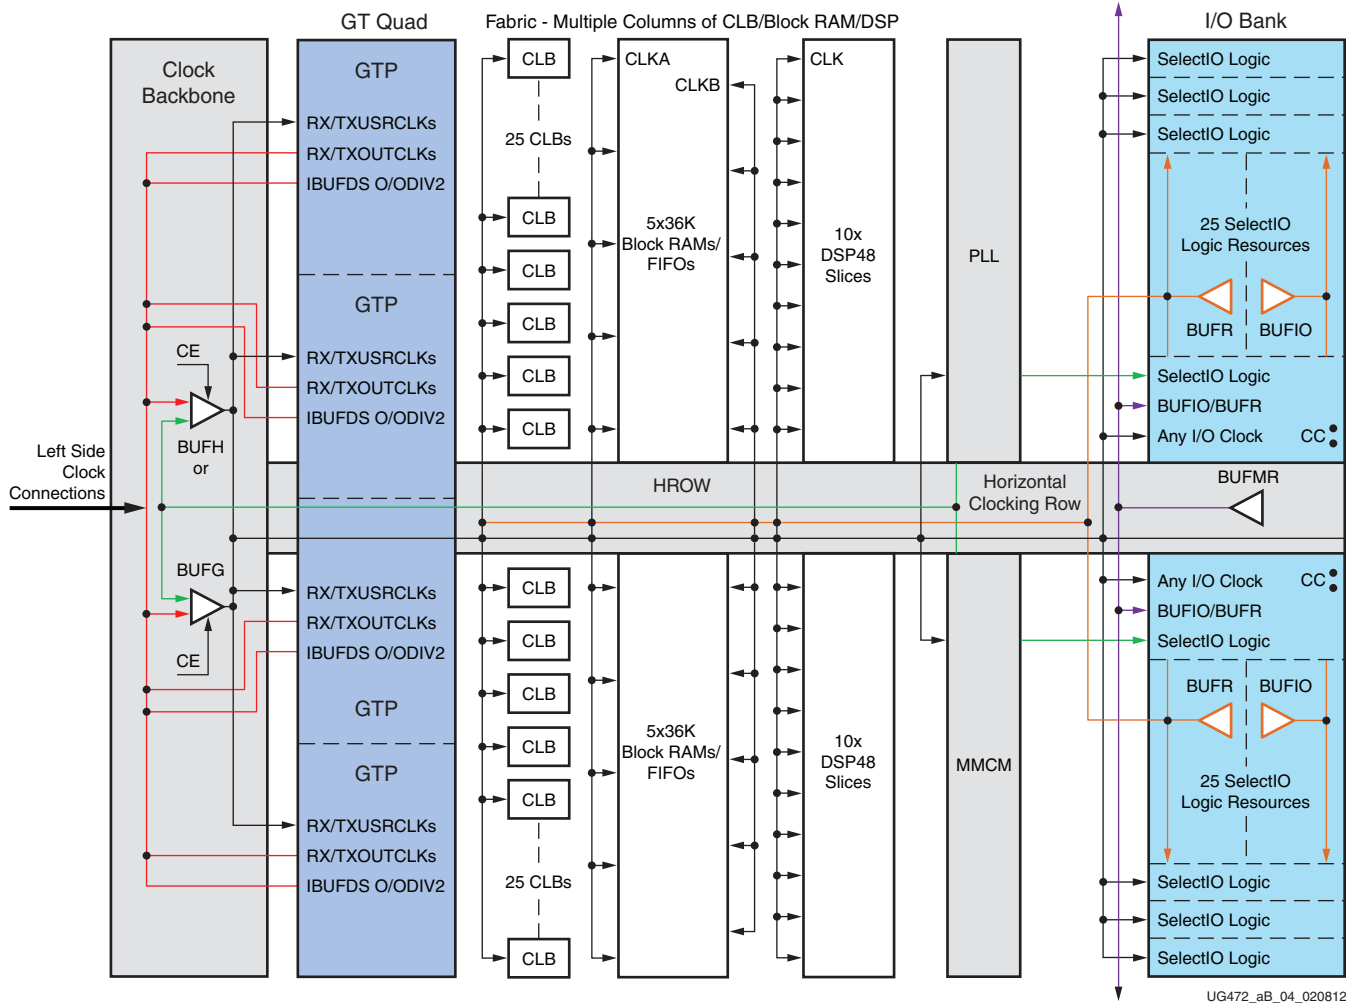 GT Quad
Fabric - Multiple Columns of CLB/Block RAM/DSP
I/O Bank
Clock
Backbone
GTP
RX/TXUSRCLKs
RX/TXOUTCLKs
IBUFDS O/ODIV2
GTP
RX/TXUSRCLKs
RX/TXOUTCLKs
IBUFDS O/ODIV2
CE
BUFH
or
BUFG
CE
Left Side
Clock
Connections
RX/TXUSRCLKs
RX/TXOUTCLKs
IBUFDS O/ODIV2
GTP
GTP
RX/TXUSRCLKs
RX/TXOUTCLKs
IBUFDS O/ODIV2
CLB
25 CLBs
CLB
CLB
CLB
CLB
CLB
CLKA
CLKB
5x36K
Block RAMs/
FIFOs
CLK
10x
DSP48
Slices
PLL
SelectIO Logic
SelectIO Logic
SelectIO Logic
25 SelectIO
Logic Resources
BUFR
BUFIO
SelectIO Logic
BUFIO/BUFR
Any I/O Clock
CC
HROW
Horizontal
Clocking Row
BUFMR
CLB
CLB
CLB
CLB
CLB
25 CLBs
CLB
5x36K
Block RAMs/
FIFOs
10x
DSP48
Slices
MMCM
Any I/O Clock
CC
BUFIO/BUFR
SelectIO Logic
BUFR
BUFIO
25 SelectIO
Logic Resources
SelectIO Logic
SelectIO Logic
SelectIO Logic
UG472_aB_04_020812